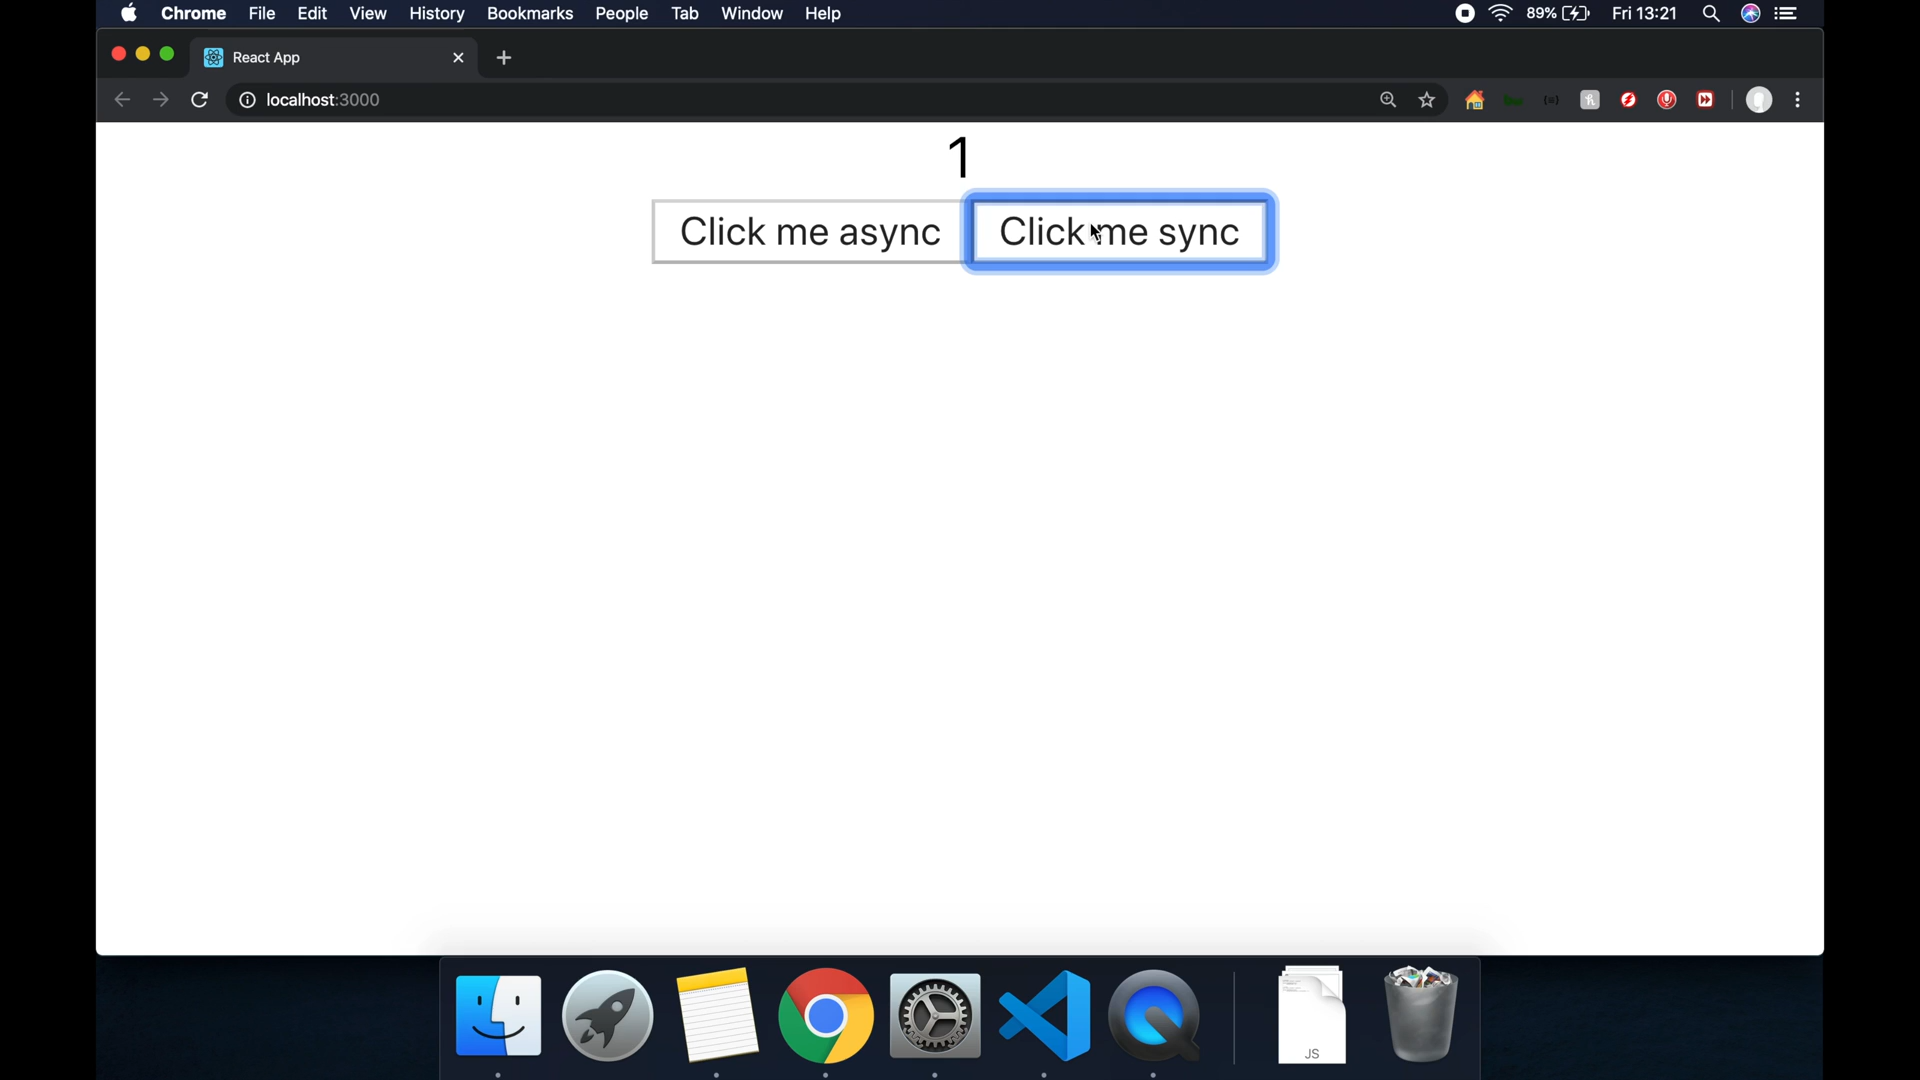 Chrome File Edit View History Bookmarks People Tab Window Help 89% Fri 13:21
React App
localhost:3000
1
Click me async Click me sync
JS